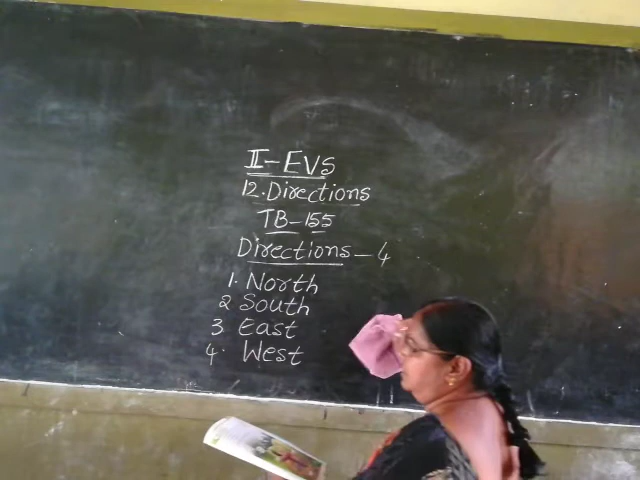 II-EVS
12. Directions
TB-155
Directions-4
1. North
2 South
3 East
4. West